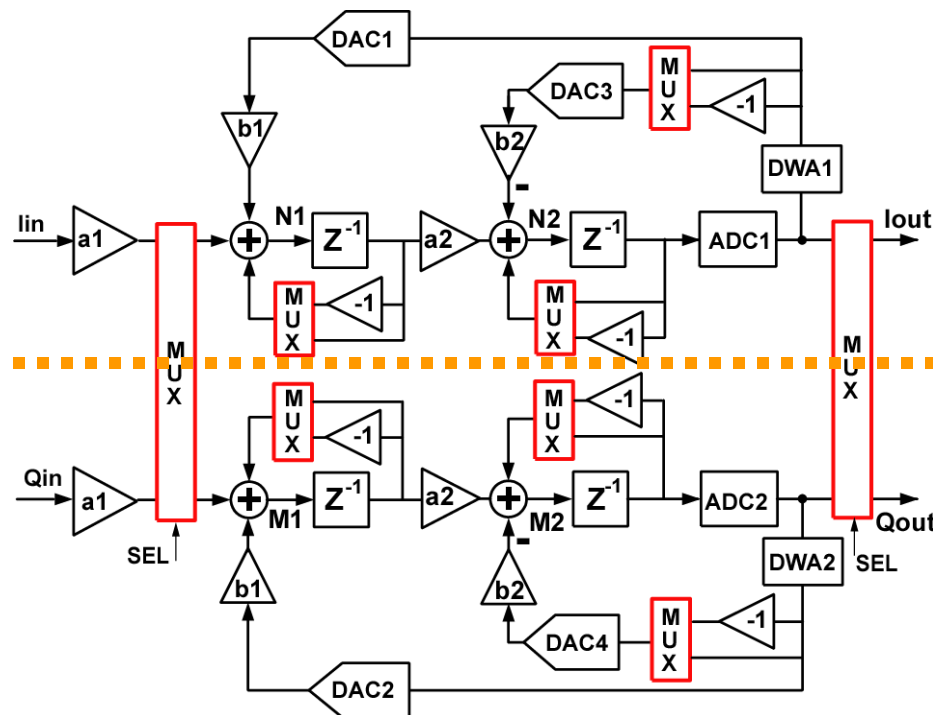 DAC1
MUX
DAC3
-1
b1
b2
DWA1
-
Iin
a1
N1
Z⁻¹
a2
N2
Z⁻¹
ADC1
Iout
+
+
MUX
-1
MUX
-1
MUX
MUX
MUX
-1
MUX
-1
Qin
a1
+
M1
Z⁻¹
a2
+
M2
Z⁻¹
ADC2
Qout
SEL
SEL
-
b1
b2
DWA2
DAC4
MUX
-1
DAC2